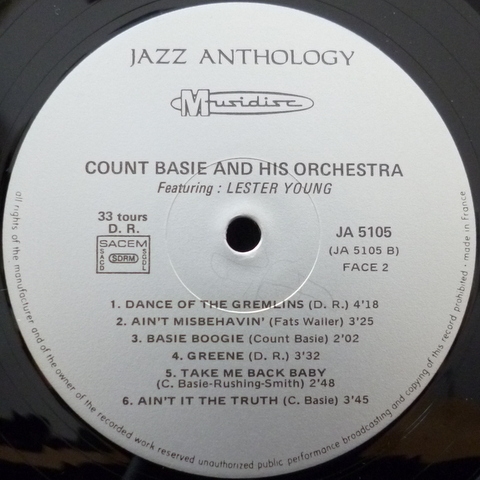 JAZZ ANTHOLOGY
Musidisc
COUNT BASIE AND HIS ORCHESTRA
Featuring : LESTER YOUNG
33 tours
D. R.
SACEM
SACD
SDRM
SGDL
JA 5105
(JA 5105 B)
FACE 2
1. DANCE OF THE GREMLINS (D. R.) 4'18
2. AIN'T MISBEHAVIN' (Fats Waller) 3'25
3. BASIE BOOGIE (Count Basie) 2'02
4. GREENE (D. R.) 3'32
5. TAKE ME BACK BABY
(C. Basie-Rushing-Smith) 2'48
6. AIN'T IT THE TRUTH (C. Basie) 3'45
all rights of the manufacturer and of the owner of the recorded work reserved unauthorized public performance broadcasting and copying of this record prohibited - made in France